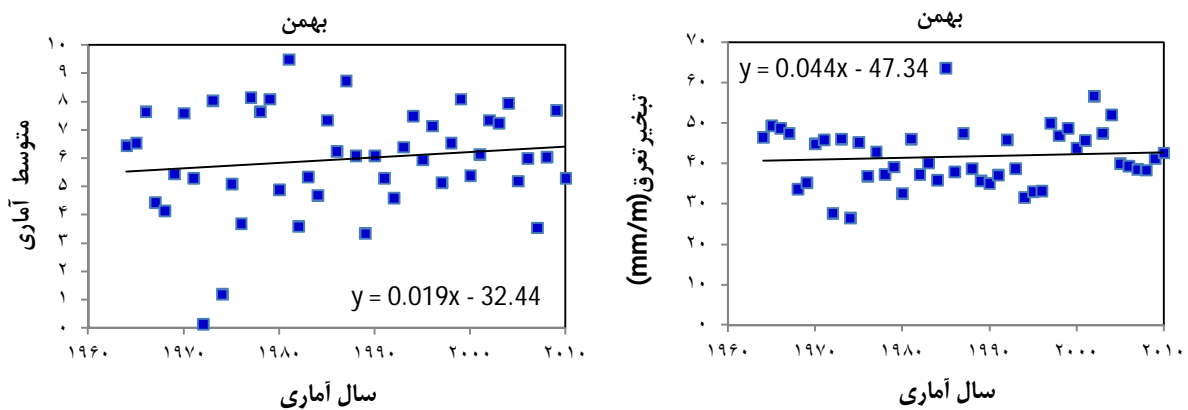 بهمن
متوسط آماری
۱۰
۹
۸
۷
۶
۵
۴
۳
۲
۱
۰
y = 0.019x - 32.44
۱۹۶۰ ۱۹۷۰ ۱۹۸۰ ۱۹۹۰ ۲۰۰۰ ۲۰۱۰
سال آماری
بهمن
تبخیر تعرق(mm/m)
۷۰
y = 0.044x - 47.34
۶۰
۵۰
۴۰
۳۰
۲۰
۱۰
۰
۱۹۶۰ ۱۹۷۰ ۱۹۸۰ ۱۹۹۰ ۲۰۰۰ ۲۰۱۰
سال آماری